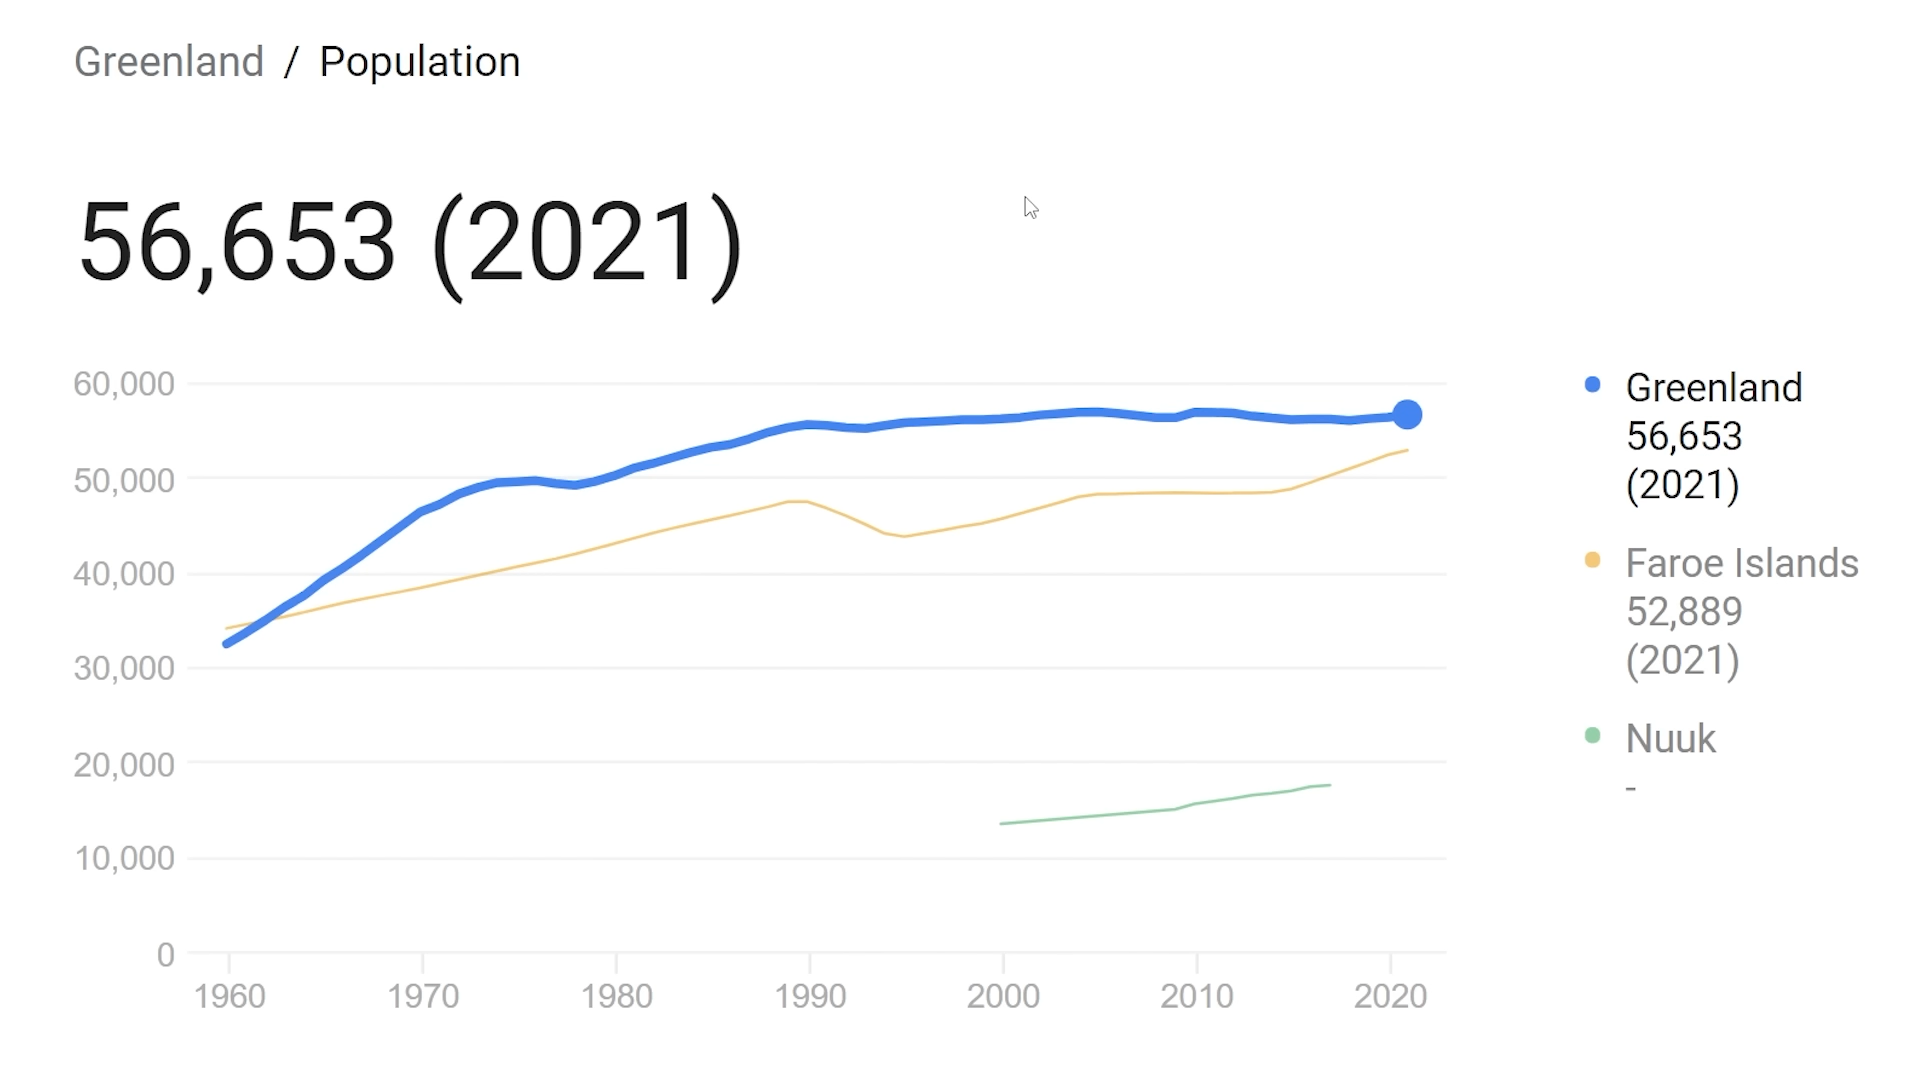 Greenland / Population
56,653 (2021)
60,000
50,000
40,000
30,000
20,000
10,000
0
1960 1970 1980 1990 2000 2010 2020
Greenland
56,653
(2021)
Faroe Islands
52,889
(2021)
Nuuk
-